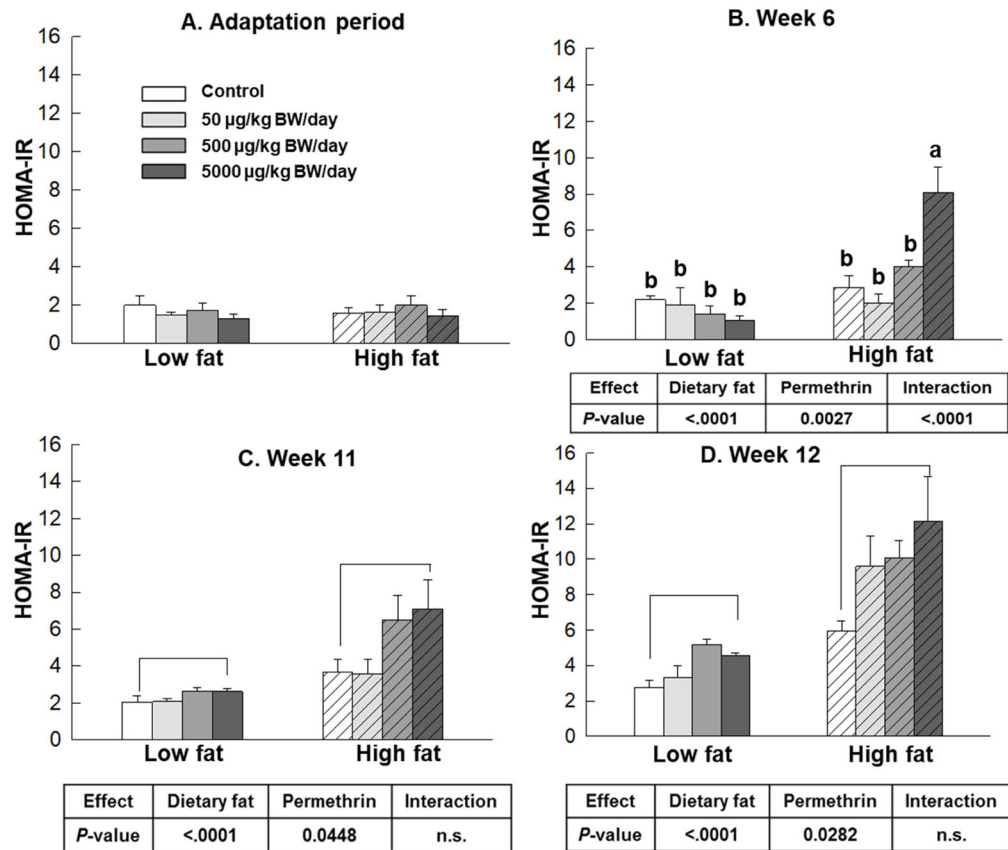 A. Adaptation period
16
14
12
10
8
6
4
2
0
HOMA-IR
Control
50 µg/kg BW/day
500 µg/kg BW/day
5000 µg/kg BW/day
Low fat
High fat
B. Week 6
16
14
12
10
8
6
4
2
0
HOMA-IR
b
b
b
b
b
b
b
a
Low fat
High fat
Effect Dietary fat Permethrin Interaction
P-value <.0001 0.0027 <.0001
C. Week 11
16
14
12
10
8
6
4
2
0
HOMA-IR
Low fat
High fat
Effect Dietary fat Permethrin Interaction
P-value <.0001 0.0448 n.s.
D. Week 12
16
14
12
10
8
6
4
2
0
HOMA-IR
Low fat
High fat
Effect Dietary fat Permethrin Interaction
P-value <.0001 0.0282 n.s.